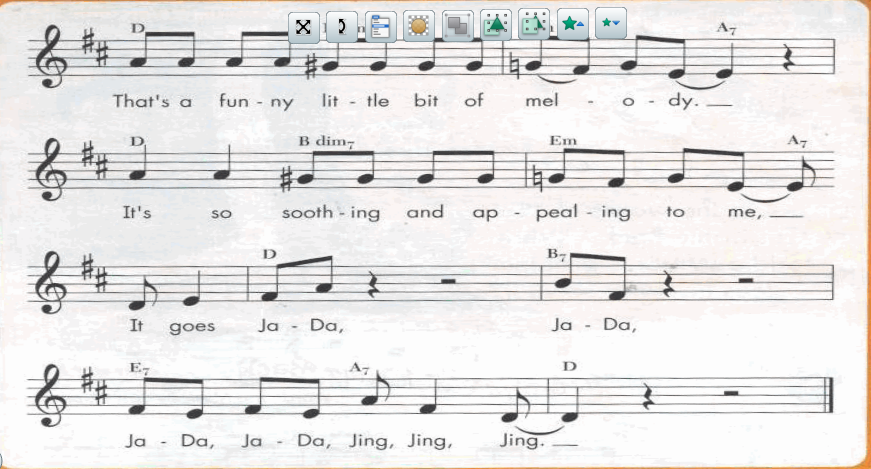 D A7
That's a fun - ny lit - tle bit of mel - o - dy.
D B dim7 Em A7
It's so sooth - ing and ap - peal - ing to me,
D B7
It goes Ja - Da, Ja - Da,
E7 A7 D
Ja - Da, Ja - Da, Jing, Jing, Jing.